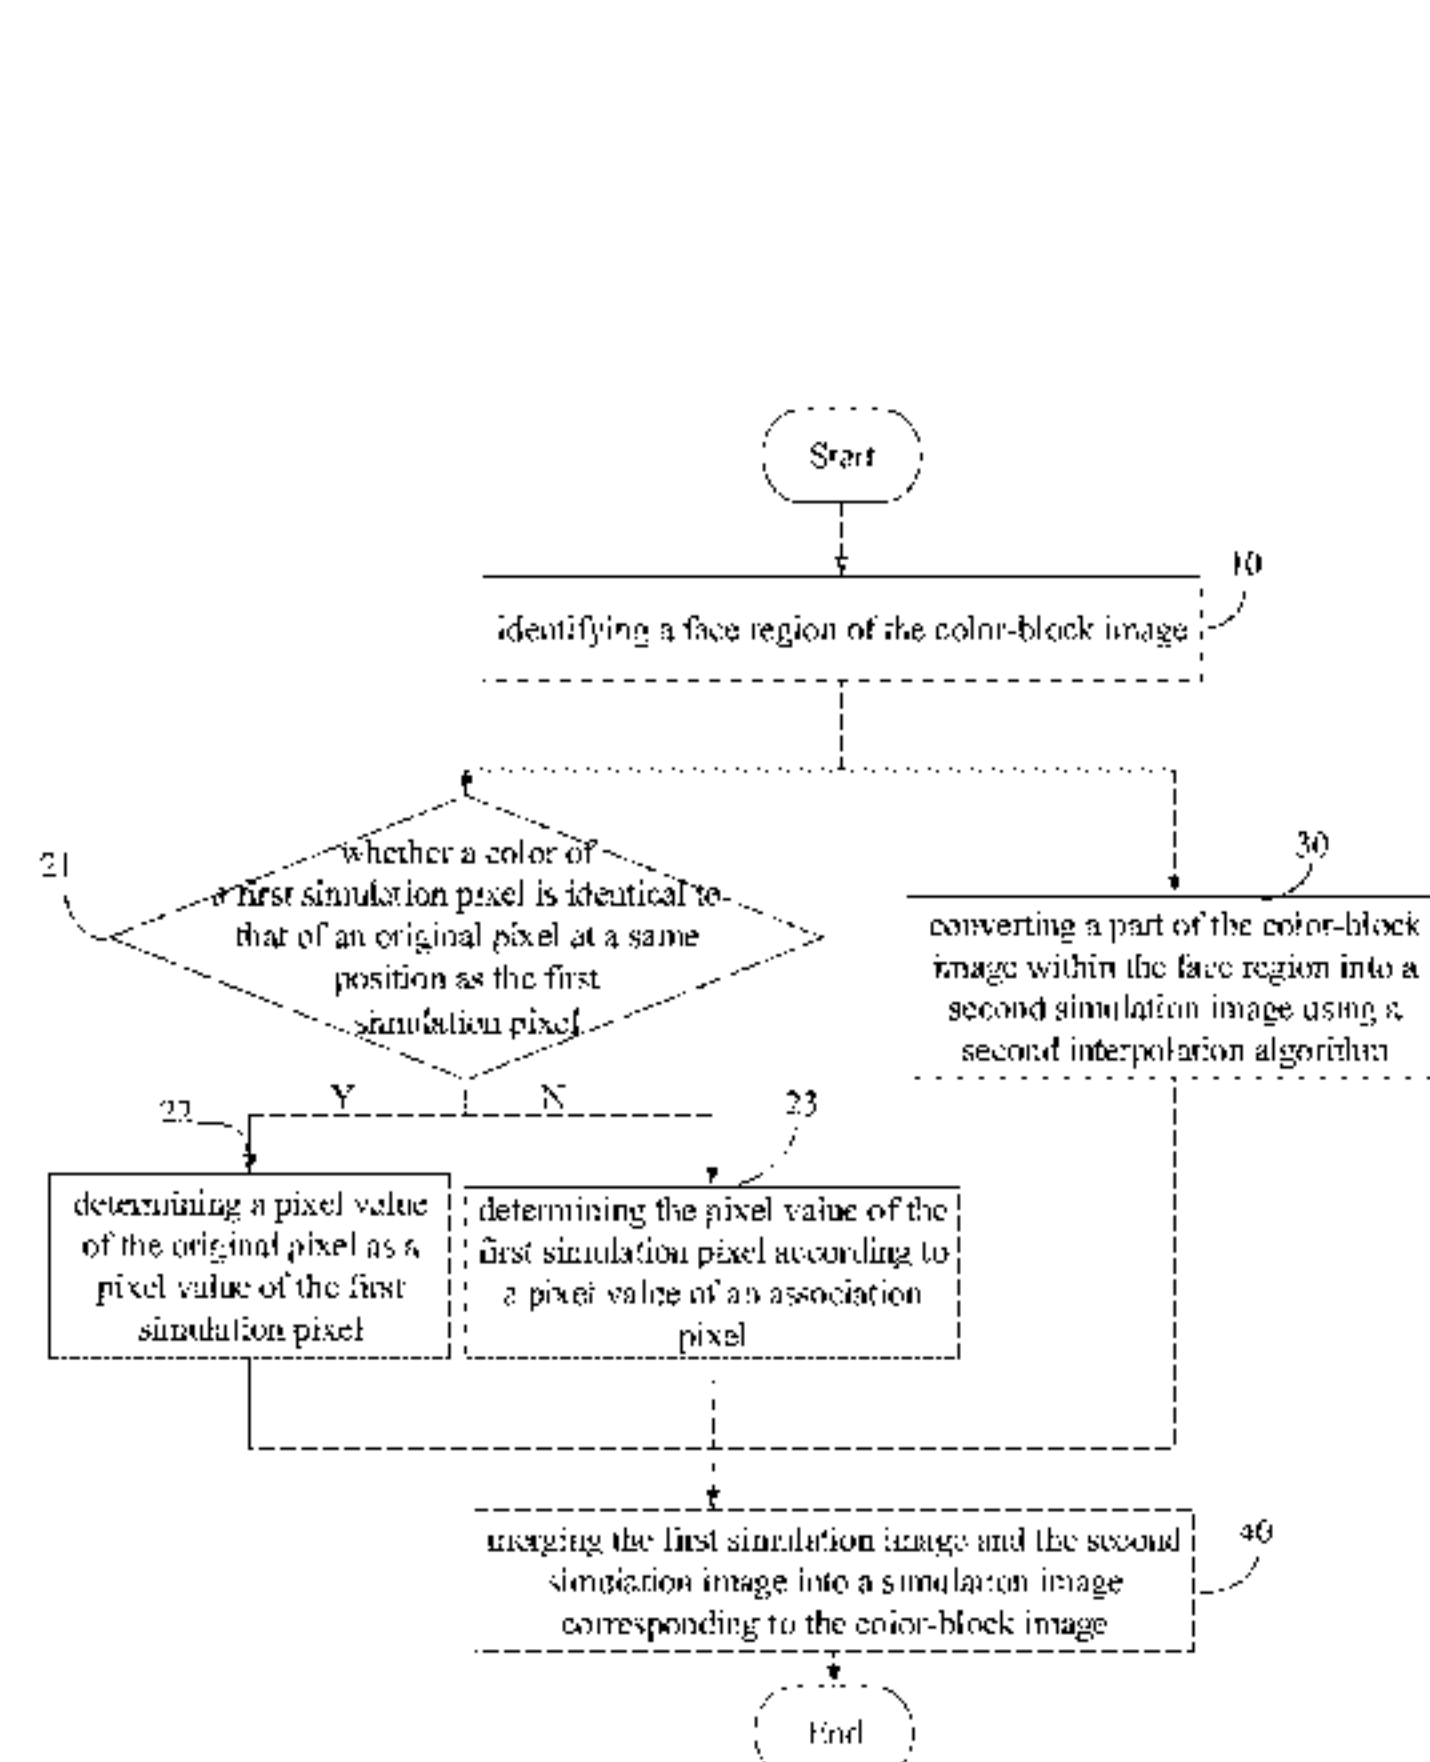 Start
10
identifying a face region of the color-block image
21
whether a color of
a first simulation pixel is identical to
that of an original pixel at a same
position as the first
simulation pixel
30
converting a part of the color-block
image within the face region into a
second simulation image using a
second interpolation algorithm
Y
N
22
23
determining a pixel value
of the original pixel as a
pixel value of the first
simulation pixel
determining the pixel value of the
first simulation pixel according to
a pixel value of an association
pixel
merging the first simulation image and the second
simulation image into a simulation image
corresponding to the color-block image
40
End